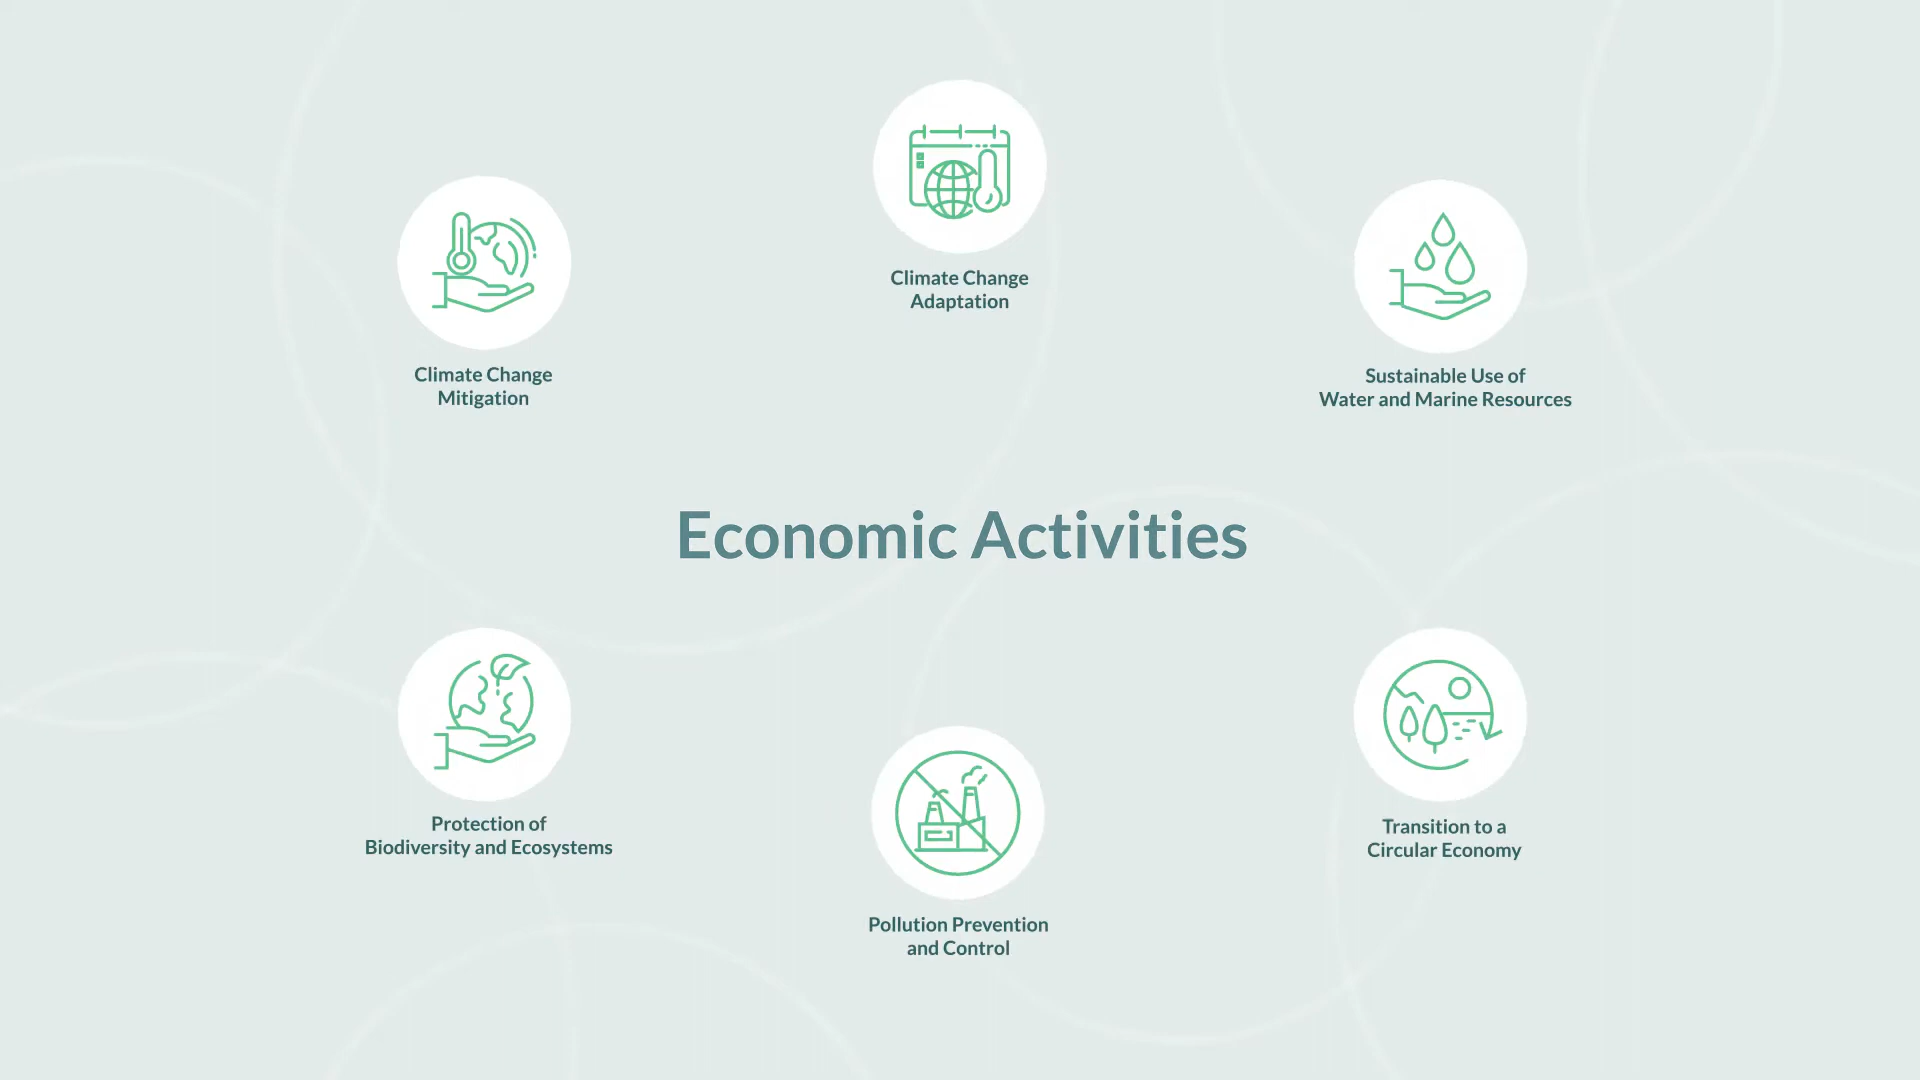 Climate Change
Adaptation
Climate Change
Mitigation
Sustainable Use of
Water and Marine Resources
Economic Activities
Protection of
Biodiversity and Ecosystems
Transition to a
Circular Economy
Pollution Prevention
and Control